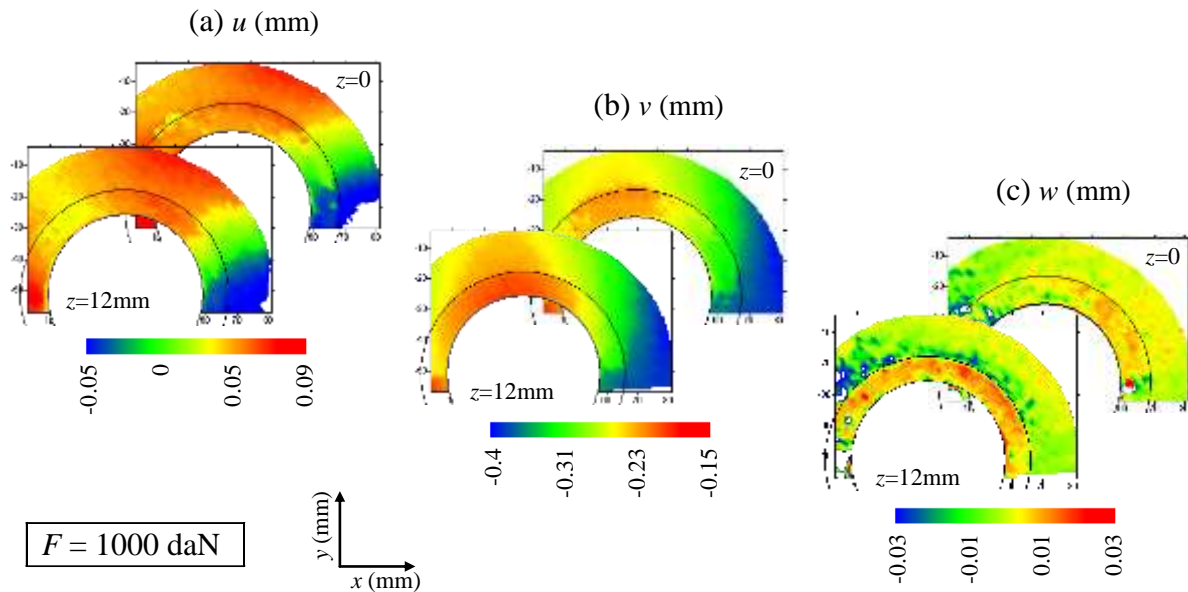 (a) u (mm)
z=0
z=12mm
-0.05
0
0.05
0.09
(b) v (mm)
z=0
z=12mm
-0.4
-0.31
-0.23
-0.15
(c) w (mm)
z=0
z=12mm
-0.03
-0.01
0.01
0.03
F = 1000 daN
y (mm)
x (mm)